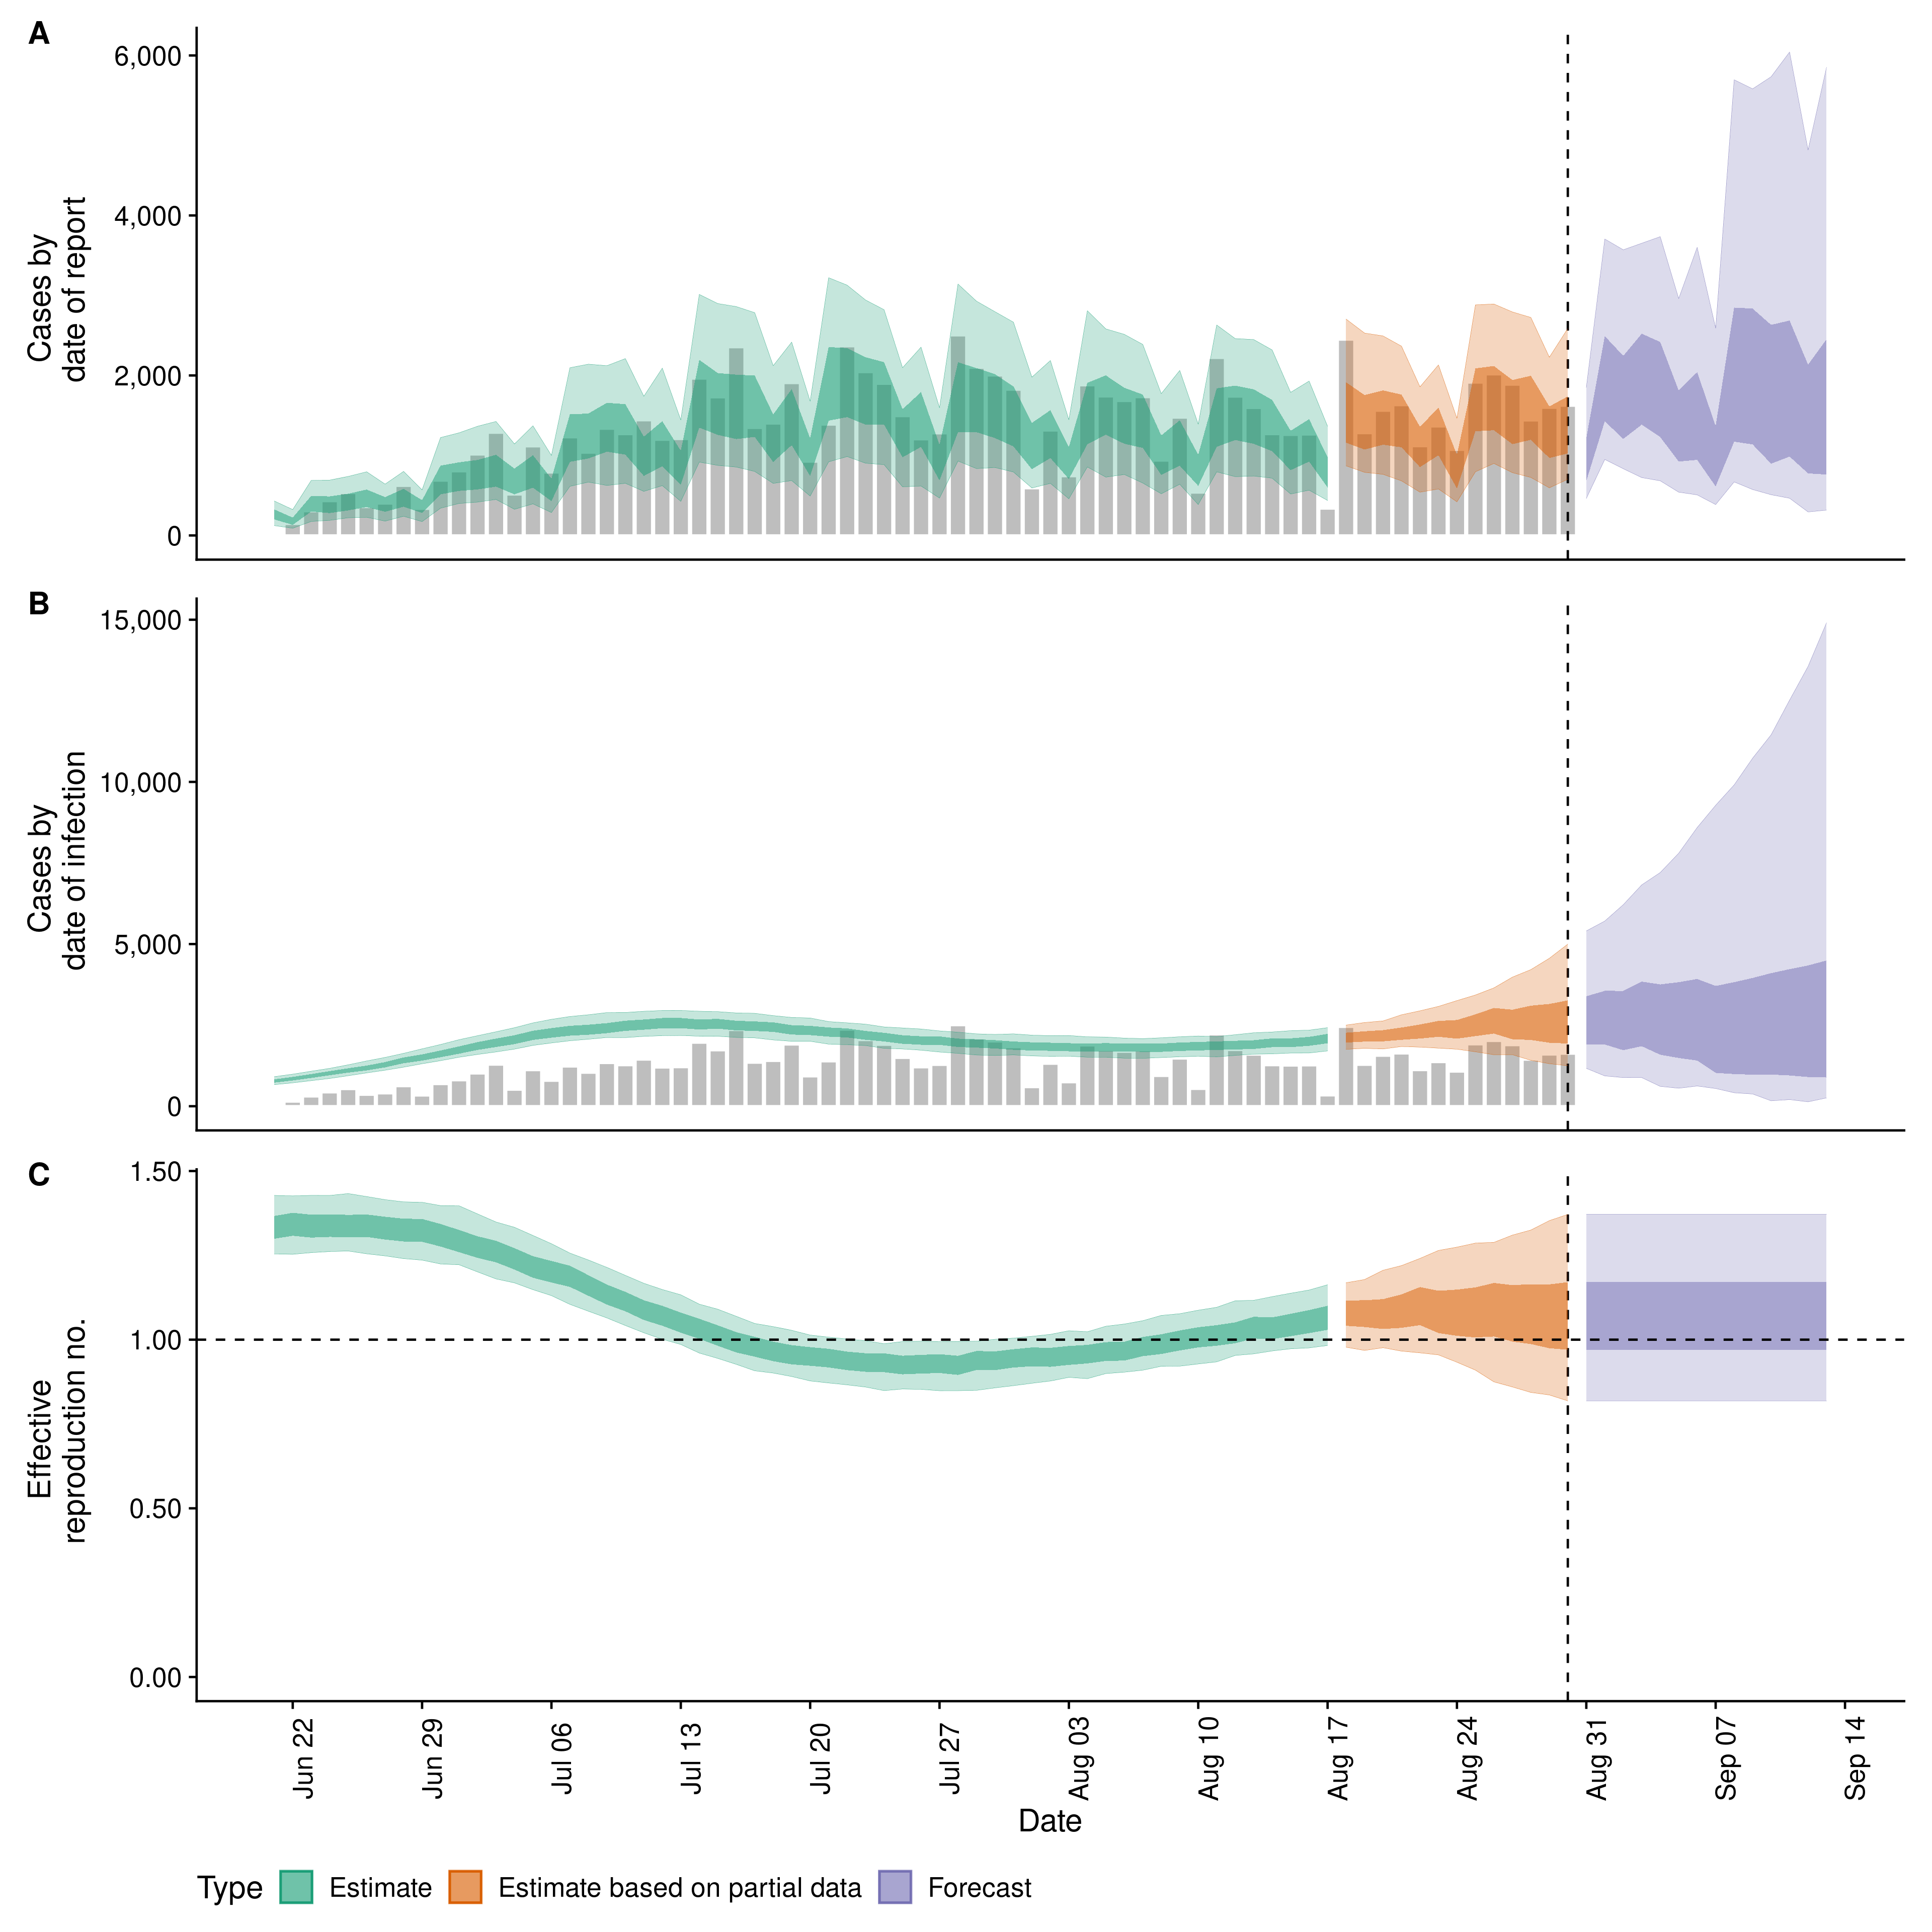 A
Cases by
date of report
6,000
4,000
2,000
0
B
Cases by
date of infection
15,000
10,000
5,000
0
C
Effective
reproduction no.
1.50
1.00
0.50
0.00
Jun 22
Jun 29
Jul 06
Jul 13
Jul 20
Jul 27
Aug 03
Aug 10
Aug 17
Aug 24
Aug 31
Sep 07
Sep 14
Date
Type Estimate Estimate based on partial data Forecast